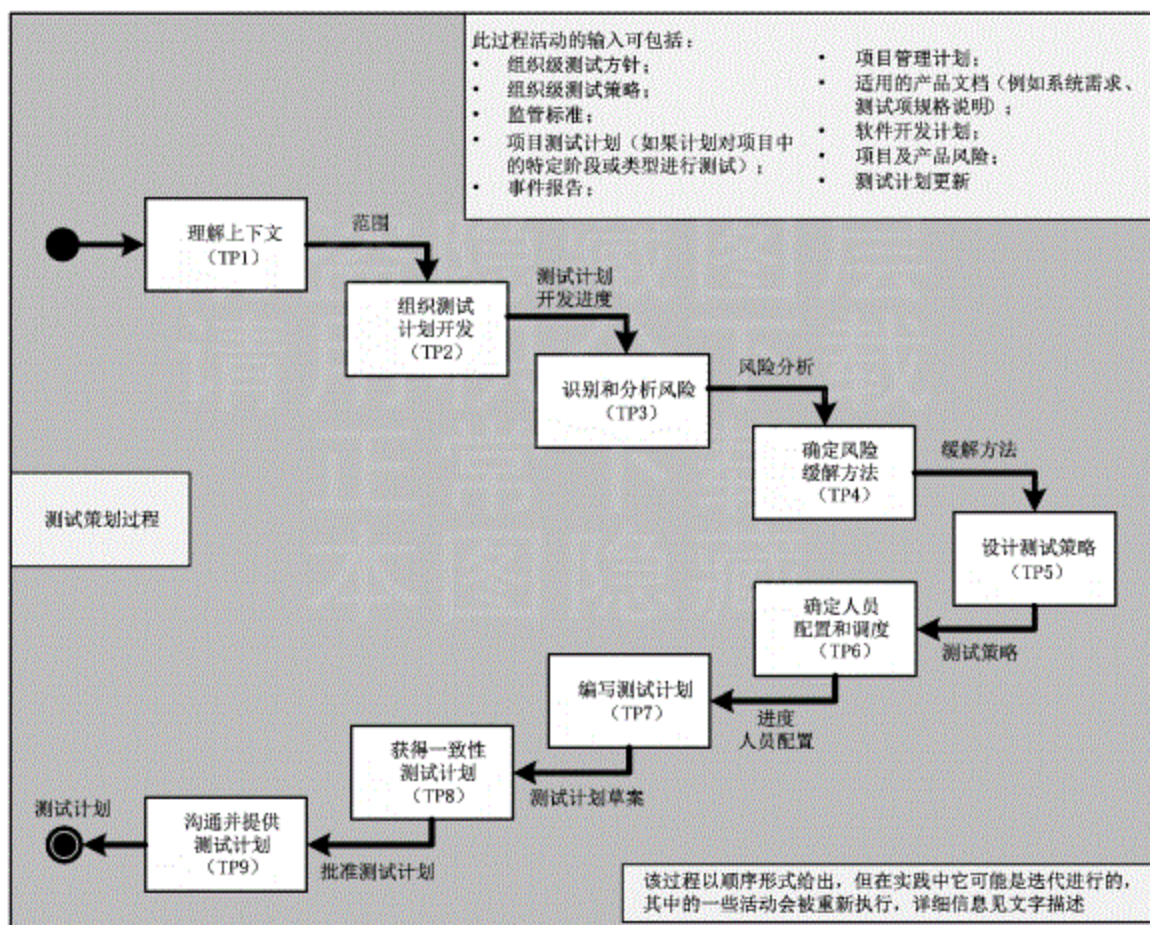 此过程活动的输入可包括：
• 组织级测试方针；
• 组织级测试策略；
• 监管标准；
• 项目测试计划（如果计划对项目中
的特定阶段或类型进行测试）；
• 事件报告；
• 项目管理计划；
• 适用的产品文档（例如系统需求、
测试项规格说明）；
• 软件开发计划；
• 项目及产品风险；
• 测试计划更新
理解上下文
（TP1）
范围
组织测试
计划开发
（TP2）
测试计划
开发进度
识别和分析风险
（TP3）
风险分析
确定风险
缓解方法
（TP4）
缓解方法
测试策划过程
设计测试策略
（TP5）
测试策略
确定人员
配置和调度
（TP6）
进度
人员配置
编写测试计划
（TP7）
测试计划草案
获得一致性
测试计划
（TP8）
批准测试计划
沟通并提供
测试计划
（TP9）
测试计划
该过程以顺序形式给出，但在实践中它可能是迭代进行的，
其中的一些活动会被重新执行，详细信息见文字描述